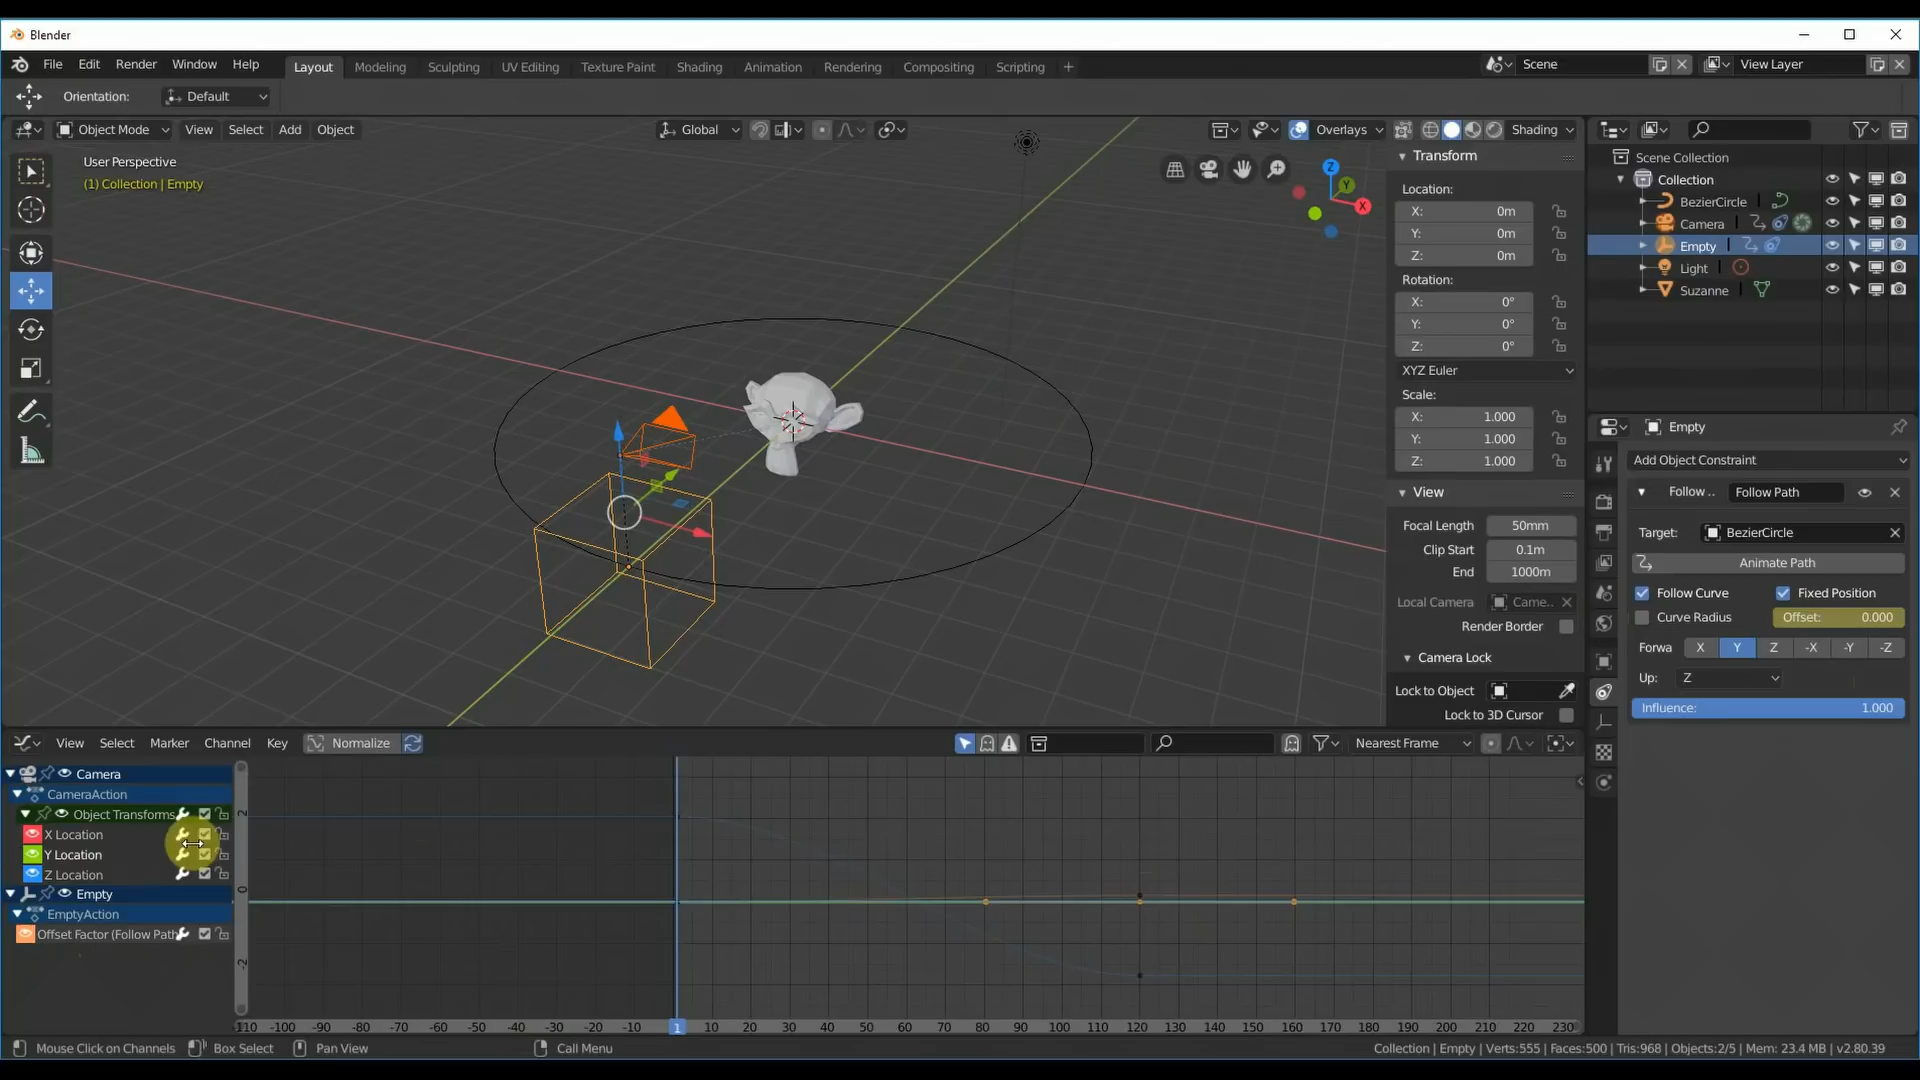 Blender
File Edit Render Window Help
Layout Modeling Sculpting UV Editing Texture Paint Shading Animation Rendering Compositing Scripting +
Scene
View Layer
Orientation: Default
Object Mode View Select Add Object
Global
Overlays
Shading
User Perspective
(1) Collection | Empty
Z
Y
X
Transform
Location:
X: 0m
Y: 0m
Z: 0m
Rotation:
X: 0°
Y: 0°
Z: 0°
XYZ Euler
Scale:
X: 1.000
Y: 1.000
Z: 1.000
View
Focal Length 50mm
Clip Start 0.1m
End 1000m
Local Camera Came..
Render Border
Camera Lock
Lock to Object
Lock to 3D Cursor
Scene Collection
Collection
BezierCircle
Camera
Empty
Light
Suzanne
Empty
Add Object Constraint
Follow .. Follow Path
Target: BezierCircle
Animate Path
Follow Curve Fixed Position
Curve Radius Offset: 0.000
Forwa X Y Z -X -Y -Z
Up: Z
Influence: 1.000
View Select Marker Channel Key Normalize
Nearest Frame
Camera
CameraAction
Object Transforms
X Location
Y Location
Z Location
Empty
EmptyAction
Offset Factor (Follow Path
2
0
-2
-110 -100 -90 -80 -70 -60 -50 -40 -30 -20 -10 1 10 20 30 40 50 60 70 80 90 100 110 120 130 140 150 160 170 180 190 200 210 220 230
Mouse Click on Channels Box Select Pan View Call Menu
Collection | Empty | Verts:555 | Faces:500 | Tris:968 | Objects:2/5 | Mem: 23.4 MB | v2.80.39